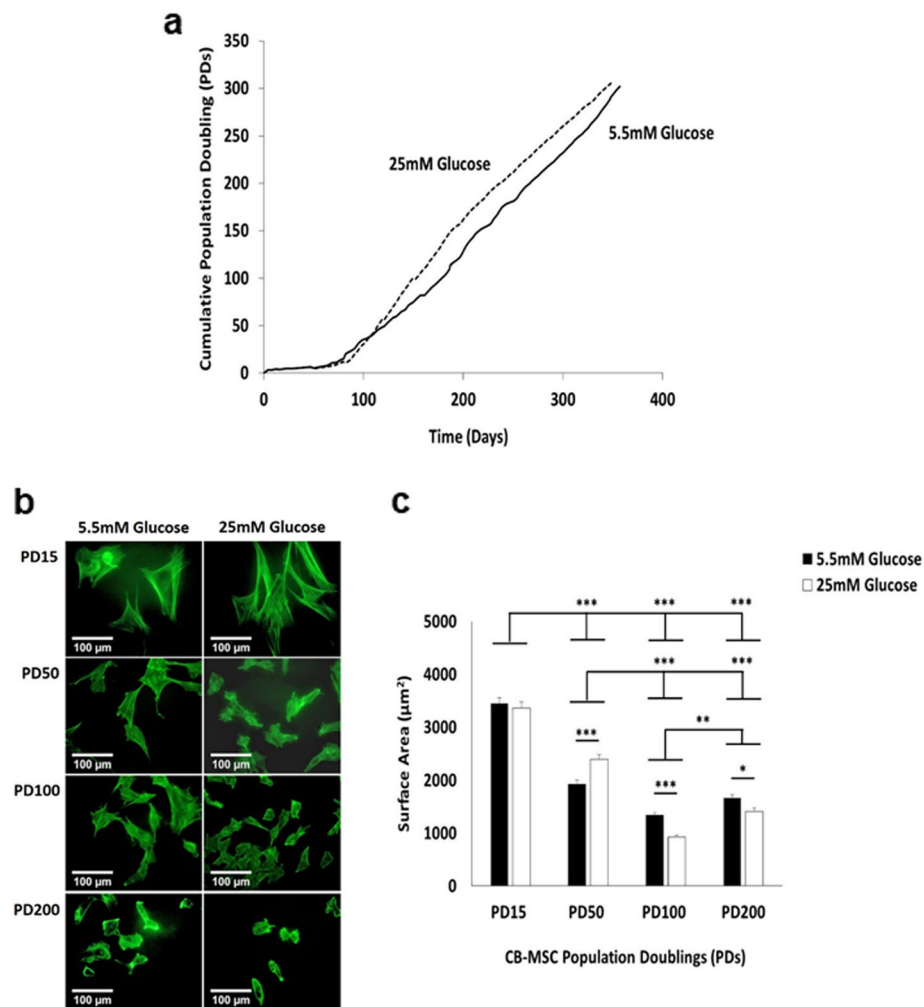 a
350
300
250
200
150
100
50
0
Cumulative Population Doubling (PDs)
25mM Glucose
5.5mM Glucose
0 100 200 300 400
Time (Days)
b
5.5mM Glucose 25mM Glucose
PD15
100 µm 100 µm
PD50
100 µm 100 µm
PD100
100 µm 100 µm
PD200
100 µm 100 µm
c
5.5mM Glucose
25mM Glucose
*** *** ***
5000
*** ***
4000
**
3000
***
*
***
2000
1000
0
Surface Area (µm²)
PD15 PD50 PD100 PD200
CB-MSC Population Doublings (PDs)